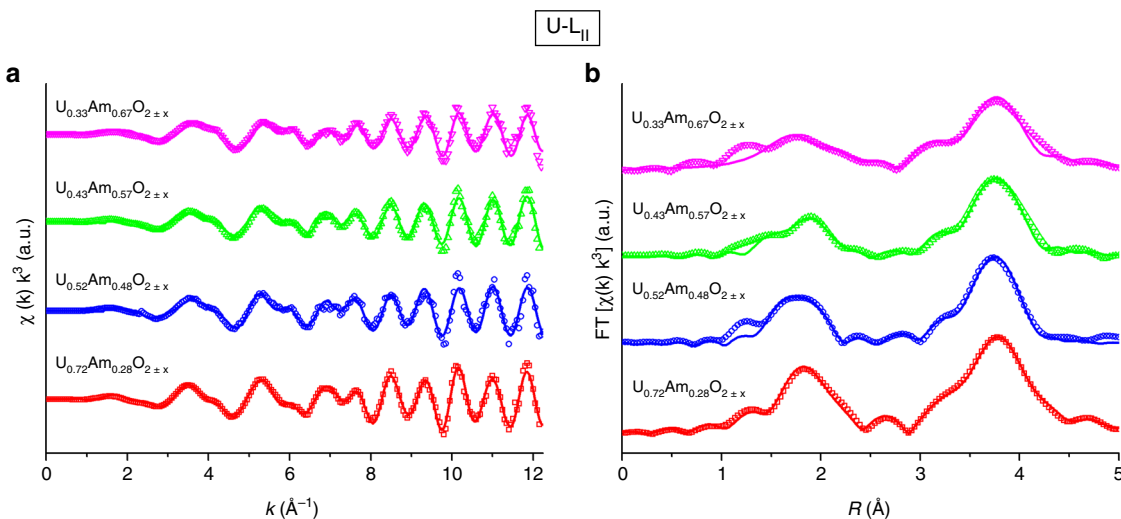 U-L_II
a
b
U_0.33Am_0.67O_2 ± x
U_0.43Am_0.57O_2 ± x
U_0.52Am_0.48O_2 ± x
U_0.72Am_0.28O_2 ± x
χ (k) k³ (a.u.)
0 2 4 6 8 10 12
k (Å⁻¹)
U_0.33Am_0.67O_2 ± x
U_0.43Am_0.57O_2 ± x
U_0.52Am_0.48O_2 ± x
U_0.72Am_0.28O_2 ± x
FT [χ(k) k³] (a.u.)
0 1 2 3 4 5
R (Å)